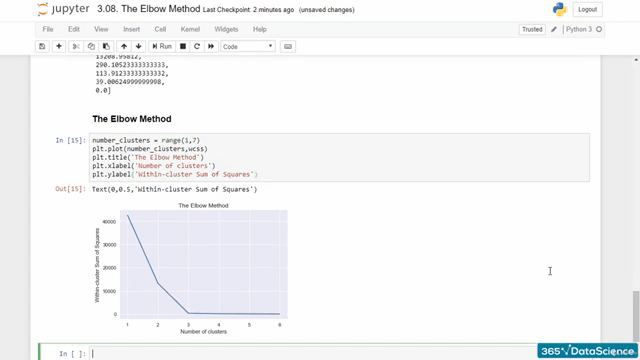 jupyter 3.08. The Elbow Method Last Checkpoint: 2 minutes ago (unsaved changes) Logout
File Edit View Insert Cell Kernel Widgets Help Trusted Python 3
Run Code
13208.95812,
290.10523333333333,
113.91233333333332,
39.00624999999998,
0.0]
The Elbow Method
In [15]: number_clusters = range(1,7)
plt.plot(number_clusters,wcss)
plt.title('The Elbow Method')
plt.xlabel('Number of clusters')
plt.ylabel('Within-cluster Sum of Squares')
Out[15]: Text(0,0.5,'Within-cluster Sum of Squares')
The Elbow Method
Within-cluster Sum of Squares
40000
30000
20000
10000
0
1 2 3 4 5 6
Number of clusters
In [ ]:
365 DataScience